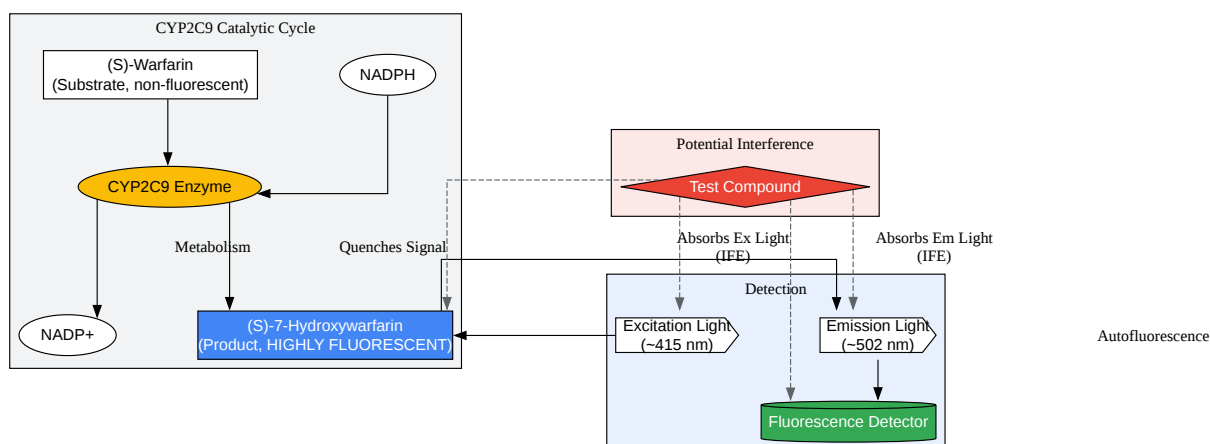 CYP2C9 Catalytic Cycle
(S)-Warfarin
(Substrate, non-fluorescent)
NADPH
CYP2C9 Enzyme
Metabolism
NADP+
(S)-7-Hydroxywarfarin
(Product, HIGHLY FLUORESCENT)
Potential Interference
Test Compound
Quenches Signal
Absorbs Ex Light
(IFE)
Absorbs Em Light
(IFE)
Detection
Excitation Light
(~415 nm)
Emission Light
(~502 nm)
Autofluorescence
Fluorescence Detector